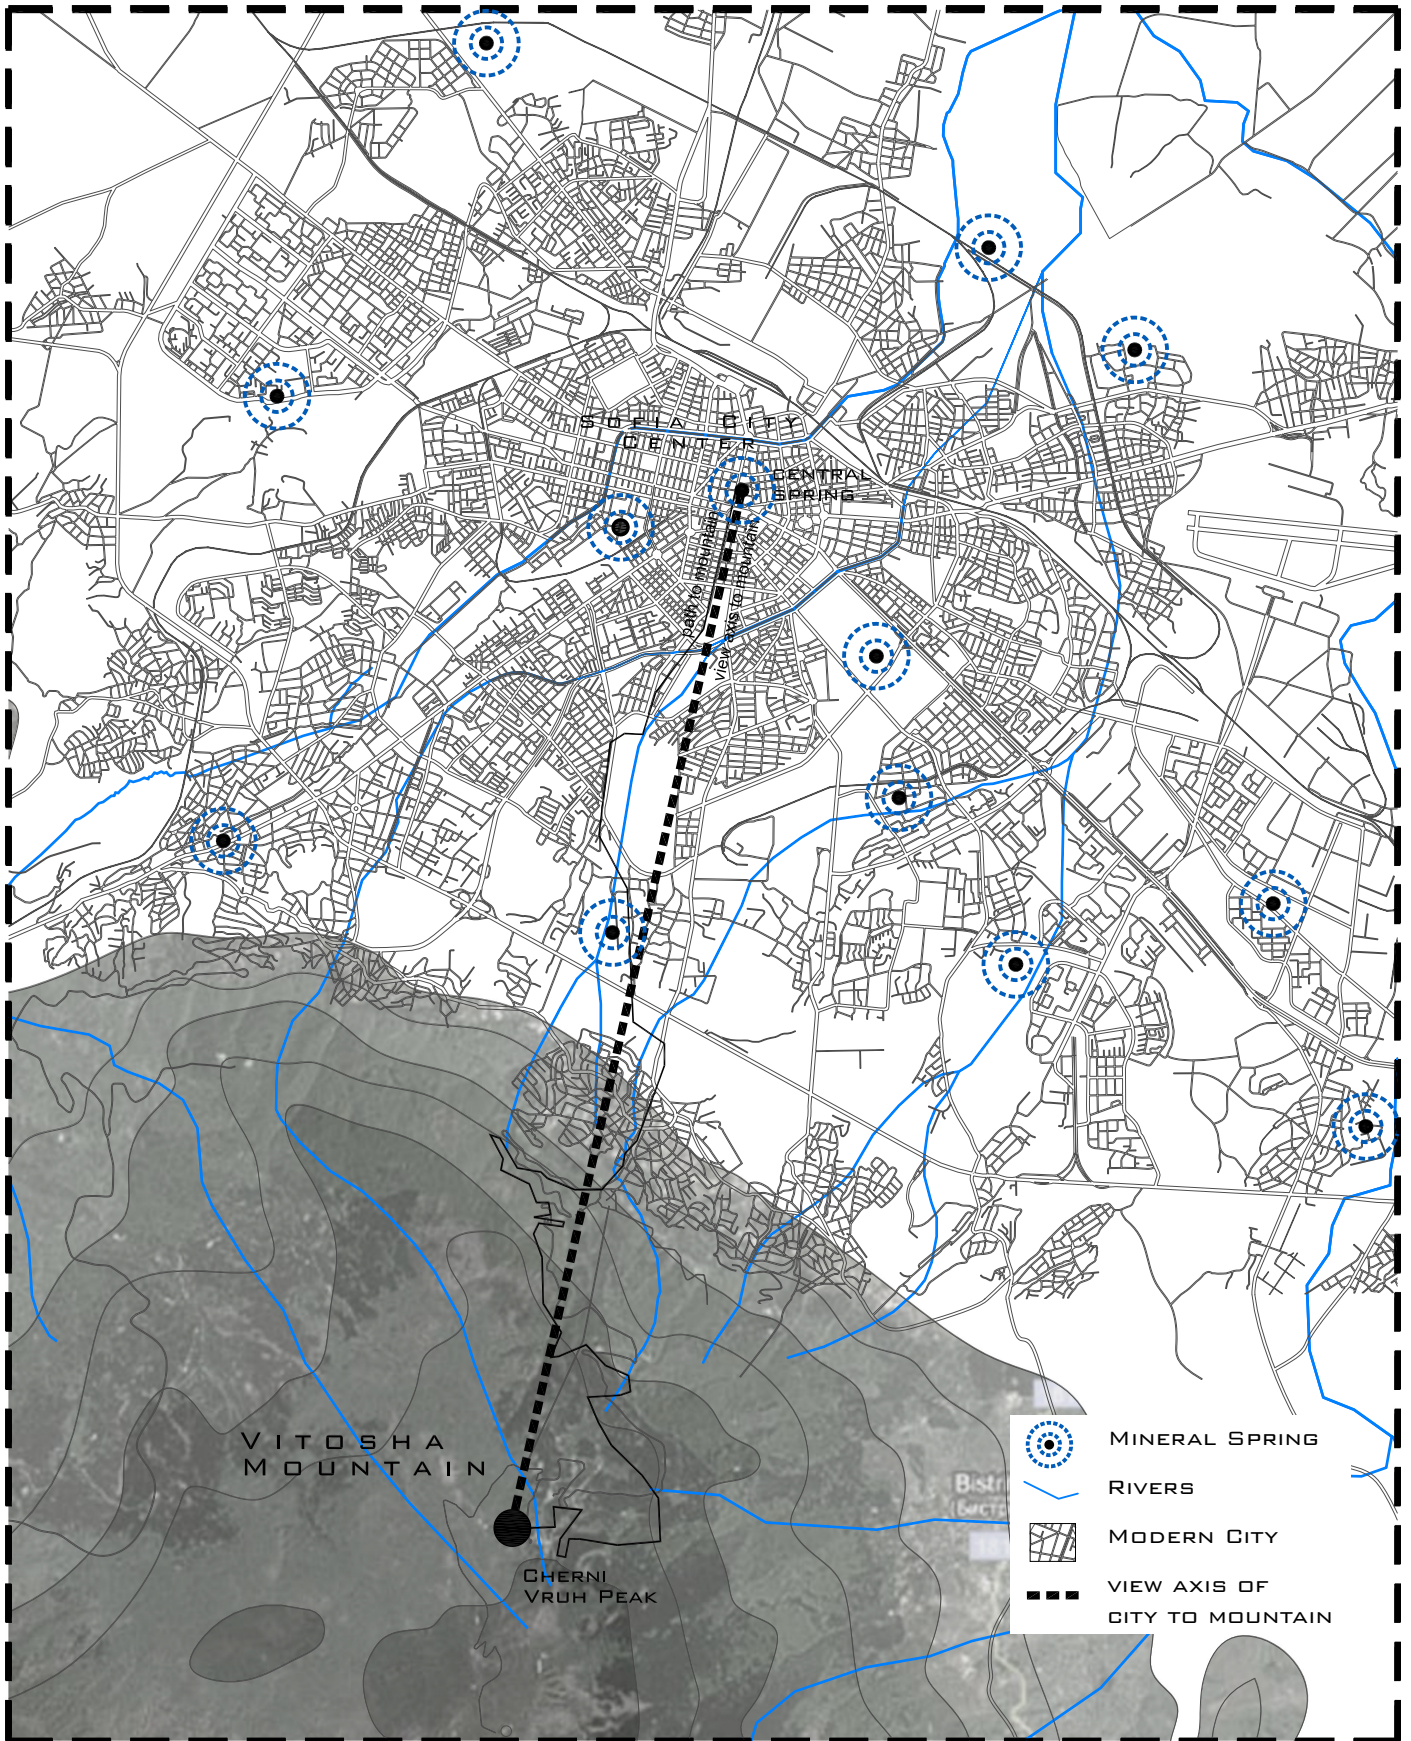 SOFIA CITY
CENTER
CENTRAL
SPRING
path to mountain
view axis to mountain
VITOSHA
MOUNTAIN
CHERNI
VRUH PEAK
MINERAL SPRING
RIVERS
MODERN CITY
VIEW AXIS OF
CITY TO MOUNTAIN